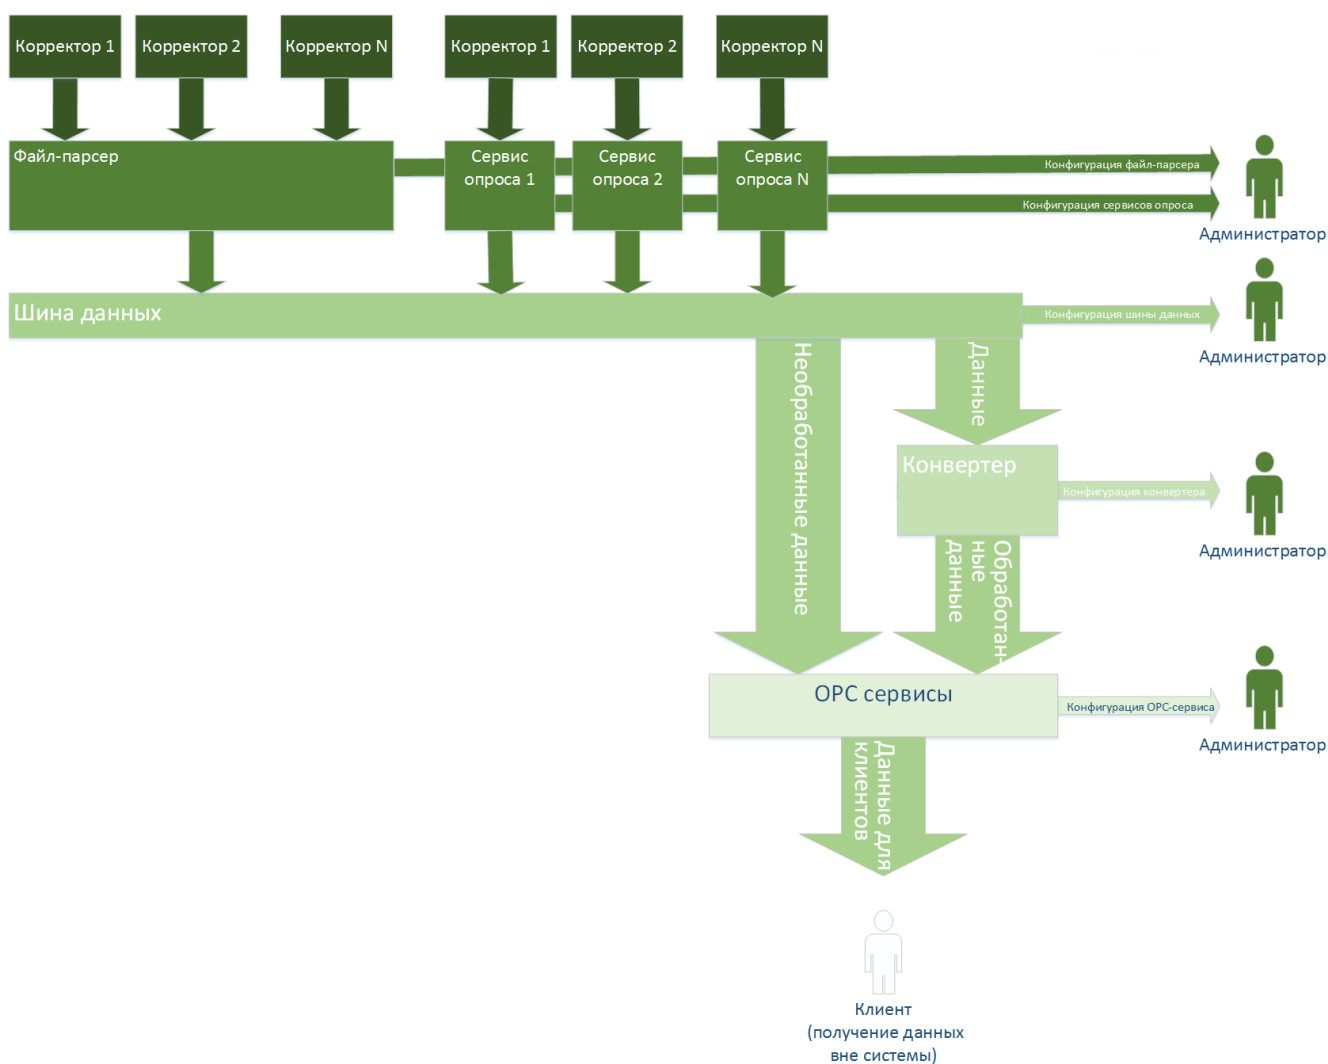 Корректор 1
Корректор 2
Корректор N
Корректор 1
Корректор 2
Корректор N
Файл-парсер
Сервис
опроса 1
Сервис
опроса 2
Сервис
опроса N
Конфигурация файл-парсера
Конфигурация сервисов опроса
Администратор
Шина данных
Конфигурация шины данных
Администратор
Необработанные данные
Данные
Конвертер
Конфигурация конвертера
Администратор
Обработан-
ные
данные
OPC сервисы
Конфигурация OPC-сервиса
Администратор
Данные для
клиентов
Клиент
(получение данных
вне системы)